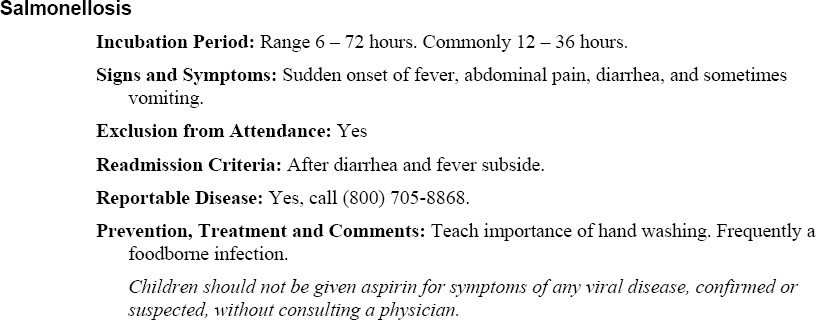 Salmonellosis
Incubation Period: Range 6 – 72 hours. Commonly 12 – 36 hours.
Signs and Symptoms: Sudden onset of fever, abdominal pain, diarrhea, and sometimes
vomiting.
Exclusion from Attendance: Yes
Readmission Criteria: After diarrhea and fever subside.
Reportable Disease: Yes, call (800) 705-8868.
Prevention, Treatment and Comments: Teach importance of hand washing. Frequently a
foodborne infection.
Children should not be given aspirin for symptoms of any viral disease, confirmed or
suspected, without consulting a physician.